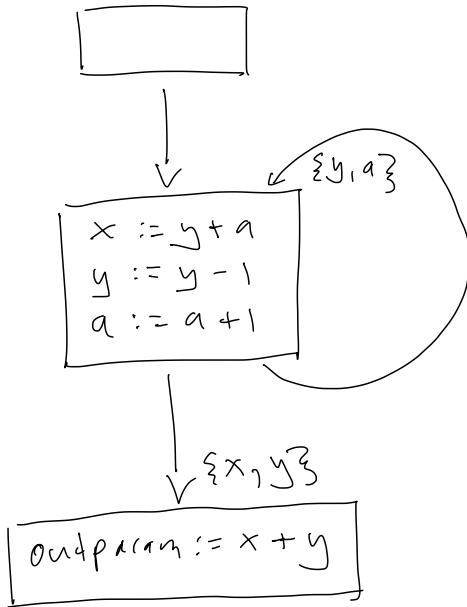 {y, a}
x := y + a
y := y - 1
a := a + 1
{x, y}
outparam := x + y